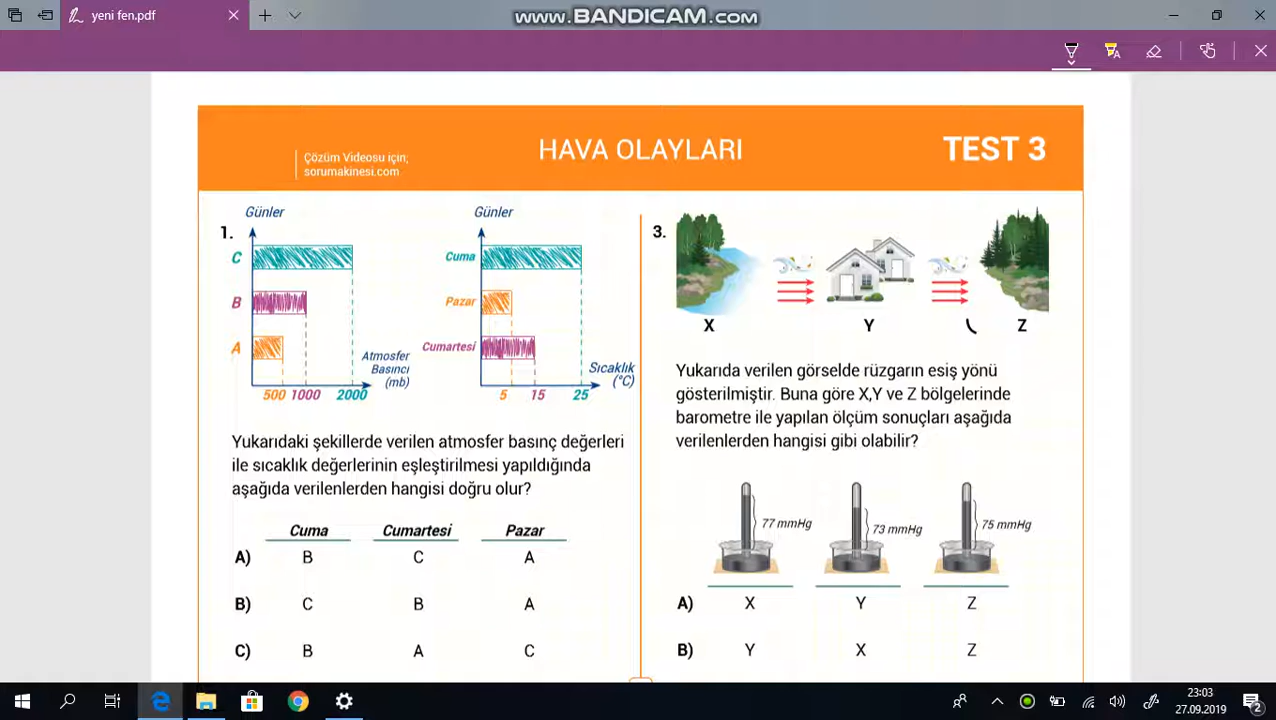 yeni fen.pdf
www.BANDICAM.com
Çözüm Videosu için;
sorumakinesi.com
HAVA OLAYLARI
TEST 3
1.
Günler
C
B
A
Atmosfer
Basıncı
(mb)
500 1000 2000
Günler
Cuma
Pazar
Cumartesi
Sıcaklık
(°C)
5 15 25
Yukarıdaki şekillerde verilen atmosfer basınç değerleri
ile sıcaklık değerlerinin eşleştirilmesi yapıldığında
aşağıda verilenlerden hangisi doğru olur?
Cuma Cumartesi Pazar
A) B C A
B) C B A
C) B A C
3.
X Y Z
Yukarıda verilen görselde rüzgarın esiş yönü
gösterilmiştir. Buna göre X,Y ve Z bölgelerinde
barometre ile yapılan ölçüm sonuçları aşağıda
verilenlerden hangisi gibi olabilir?
77 mmHg 73 mmHg 75 mmHg
A) X Y Z
B) Y X Z
23:03
27.09.2019
2